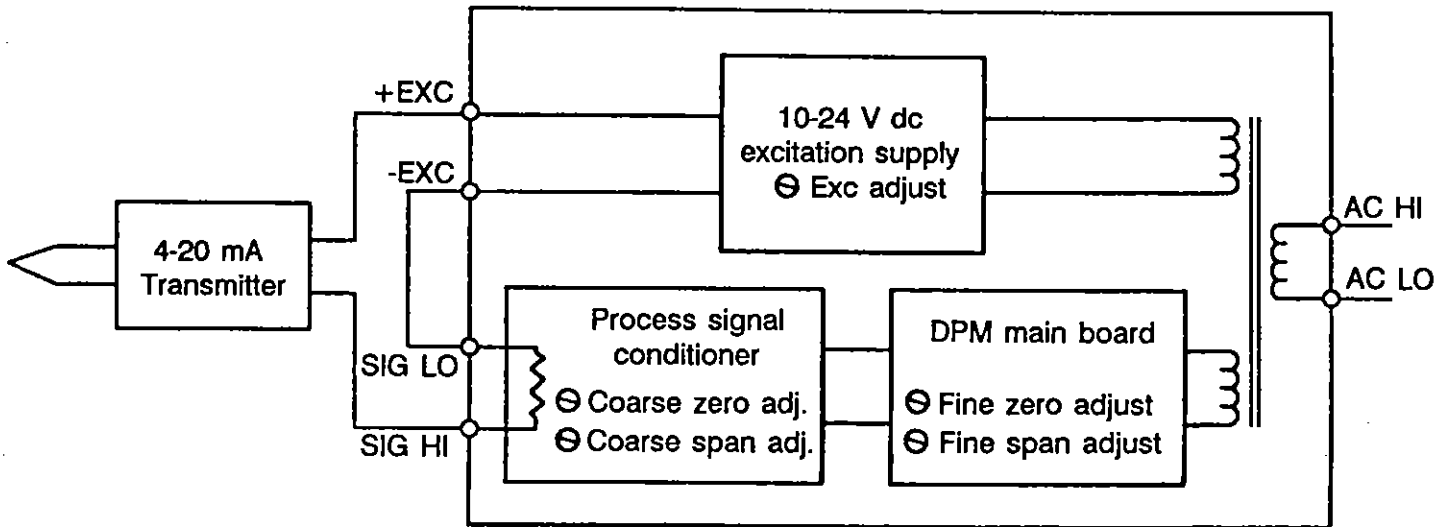 +EXC
-EXC
10-24 V dc
excitation supply
Exc adjust
AC HI
AC LO
4-20 mA
Transmitter
SIG LO
SIG HI
Process signal
conditioner
Coarse zero adj.
Coarse span adj.
DPM main board
Fine zero adjust
Fine span adjust